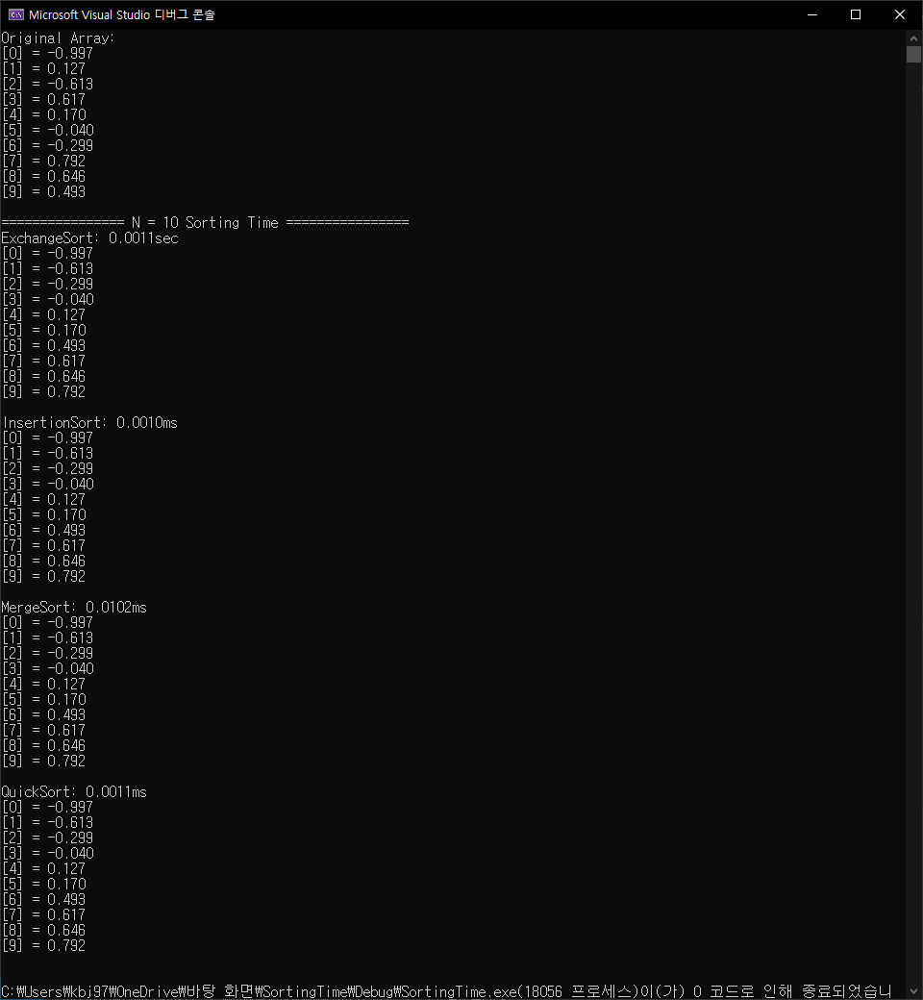 Microsoft Visual Studio 디버그 콘솔
Original Array:
[0] = -0.997
[1] = 0.127
[2] = -0.613
[3] = 0.617
[4] = 0.170
[5] = -0.040
[6] = -0.299
[7] = 0.792
[8] = 0.646
[9] = 0.493
================ N = 10 Sorting Time ================
ExchangeSort: 0.0011sec
[0] = -0.997
[1] = -0.613
[2] = -0.299
[3] = -0.040
[4] = 0.127
[5] = 0.170
[6] = 0.493
[7] = 0.617
[8] = 0.646
[9] = 0.792
InsertionSort: 0.0010ms
[0] = -0.997
[1] = -0.613
[2] = -0.299
[3] = -0.040
[4] = 0.127
[5] = 0.170
[6] = 0.493
[7] = 0.617
[8] = 0.646
[9] = 0.792
MergeSort: 0.0102ms
[0] = -0.997
[1] = -0.613
[2] = -0.299
[3] = -0.040
[4] = 0.127
[5] = 0.170
[6] = 0.493
[7] = 0.617
[8] = 0.646
[9] = 0.792
QuickSort: 0.0011ms
[0] = -0.997
[1] = -0.613
[2] = -0.299
[3] = -0.040
[4] = 0.127
[5] = 0.170
[6] = 0.493
[7] = 0.617
[8] = 0.646
[9] = 0.792
C:₩Users₩kbj97₩OneDrive₩바탕 화면₩SortingTime₩Debug₩SortingTime.exe(18056 프로세스)이(가) 0 코드로 인해 종료되었습니